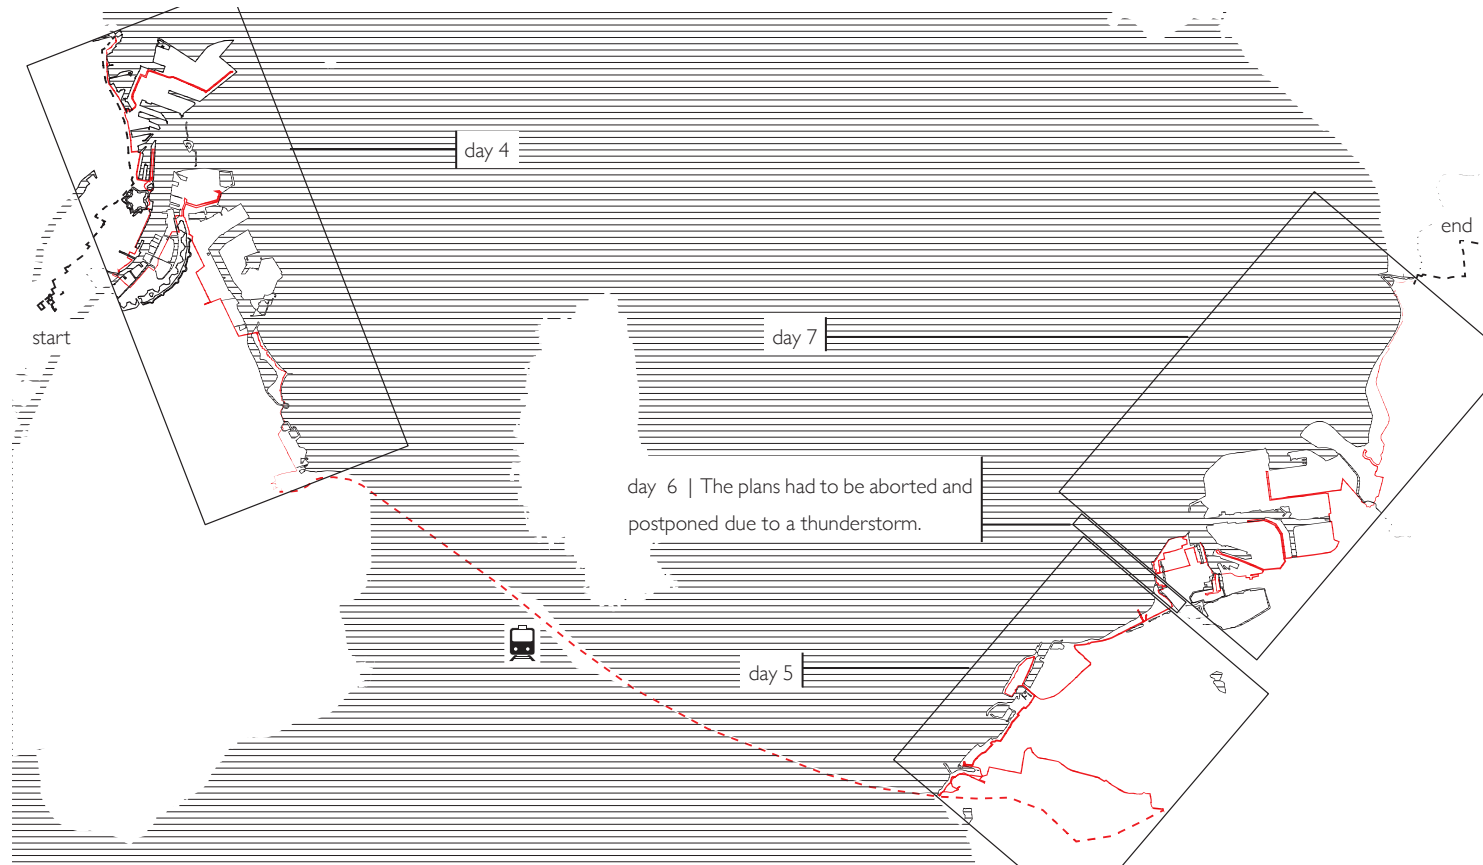 day 4
end
start
day 7
day 6 | The plans had to be aborted and
postponed due to a thunderstorm.
day 5